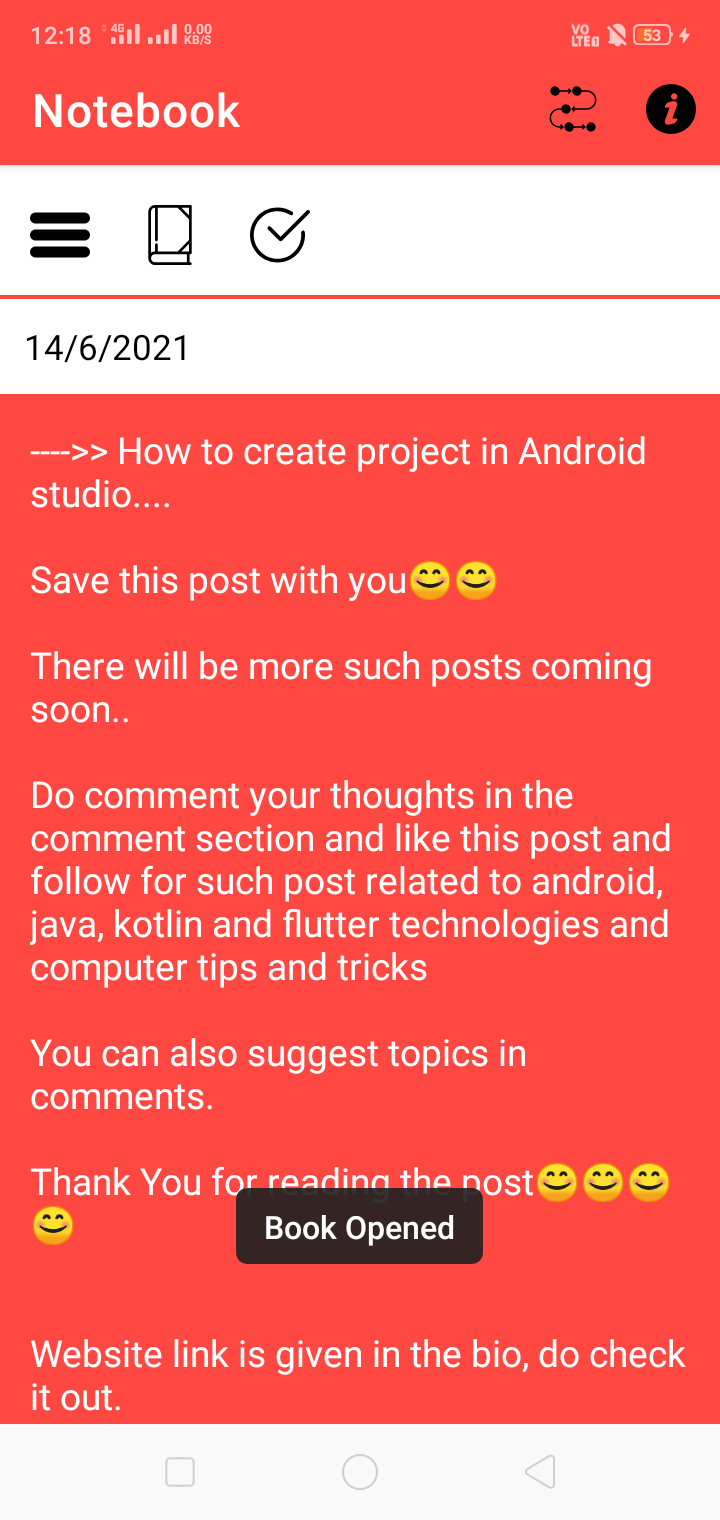 12:18 4G 0.00 KB/S VO LTE1 53
Notebook
14/6/2021
---->> How to create project in Android
studio....
Save this post with you😊😊
There will be more such posts coming
soon..
Do comment your thoughts in the
comment section and like this post and
follow for such post related to android,
java, kotlin and flutter technologies and
computer tips and tricks
You can also suggest topics in
comments.
Thank You for reading the post😊😊😊
😊
Book Opened
Website link is given in the bio, do check
it out.